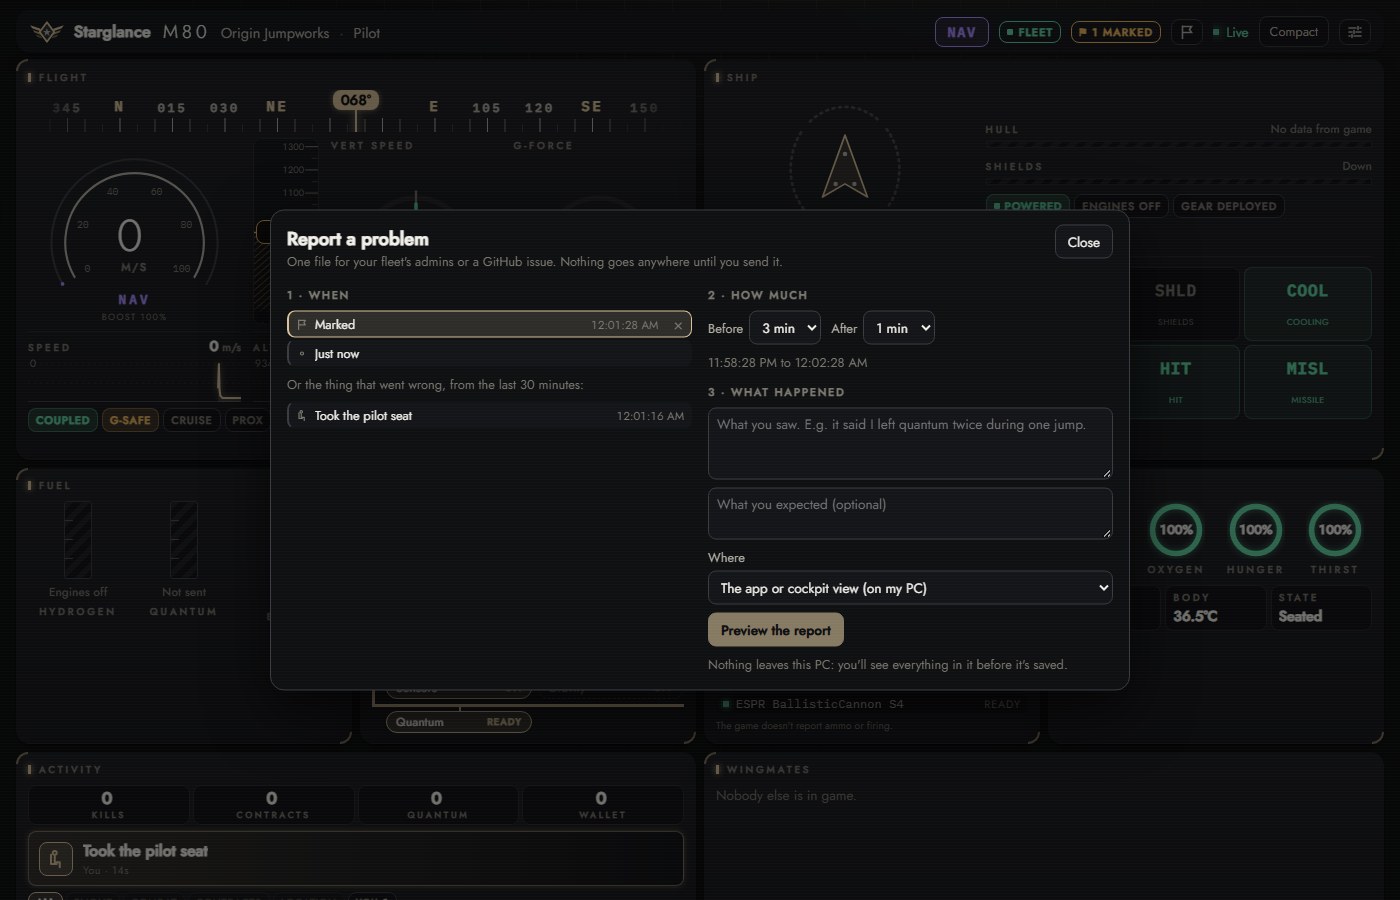 Starglance M80 Origin Jumpworks · Pilot
NAV FLEET 1 MARKED Live Compact
FLIGHT
345 N 015 030 NE 068° E 105 120 SE 150
VERT SPEED G-FORCE
1300
1200
1100
0 20 40 60 80 100
0
M/S
NAV
BOOST 100%
SPEED 0 m/s
0
COUPLED G-SAFE CRUISE PROX
SHIP
HULL No data from game
SHIELDS Down
POWERED ENGINES OFF GEAR DEPLOYED
SHLD
SHIELDS
COOL
COOLING
HIT
HIT
MISL
MISSILE
Report a problem
Close
One file for your fleet's admins or a GitHub issue. Nothing goes anywhere until you send it.
1 · WHEN
Marked 12:01:28 AM ×
Just now
Or the thing that went wrong, from the last 30 minutes:
Took the pilot seat 12:01:16 AM
2 · HOW MUCH
Before 3 min After 1 min
11:58:28 PM to 12:02:28 AM
3 · WHAT HAPPENED
What you saw. E.g. it said I left quantum twice during one jump.
What you expected (optional)
Where
The app or cockpit view (on my PC)
Preview the report
Nothing leaves this PC: you'll see everything in it before it's saved.
FUEL
Engines off
HYDROGEN
Not sent
QUANTUM
Quantum READY
ESPR BallisticCannon S4 READY
The game doesn't report ammo or firing.
100% 100% 100%
OXYGEN HUNGER THIRST
BODY
36.5°C
STATE
Seated
ACTIVITY
0 0 0 0
KILLS CONTRACTS QUANTUM WALLET
Took the pilot seat
You · 14s
WINGMATES
Nobody else is in game.